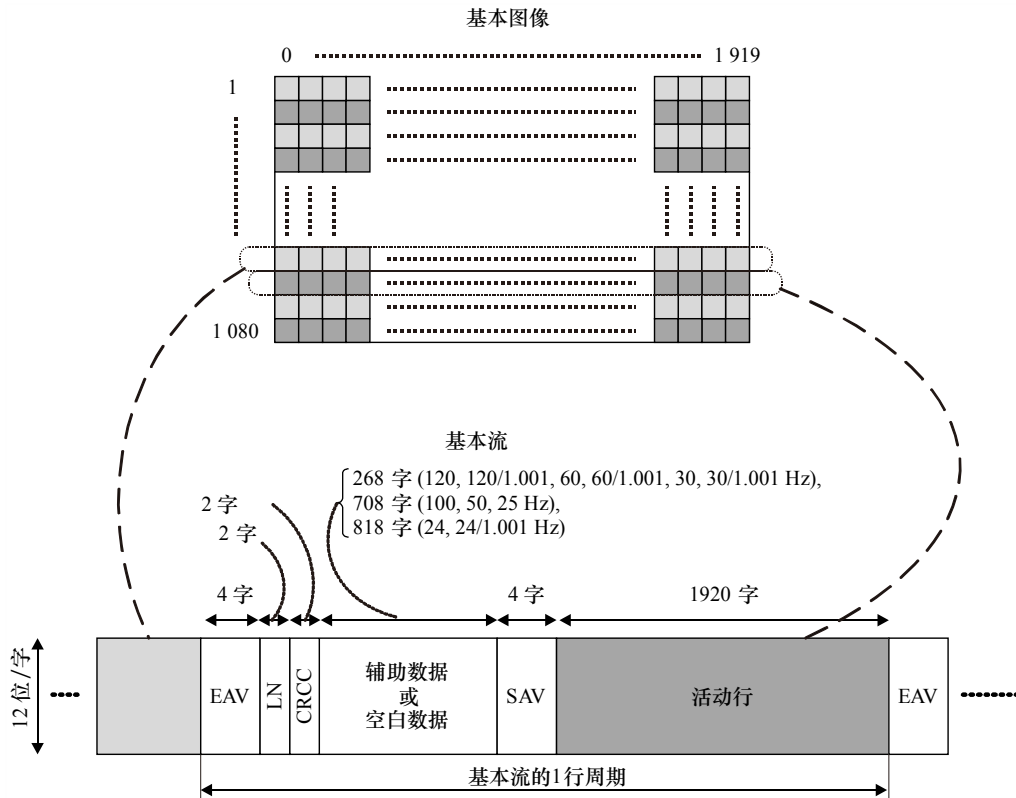 基本图像
0 1 919
1
1 080
基本流
268 字 (120, 120/1.001, 60, 60/1.001, 30, 30/1.001 Hz),
708 字 (100, 50, 25 Hz),
818 字 (24, 24/1.001 Hz)
2 字
2 字
4 字
4 字
1920 字
12 位/字
EAV
LN
CRCC
辅助数据
或
空白数据
SAV
活动行
EAV
基本流的1行周期